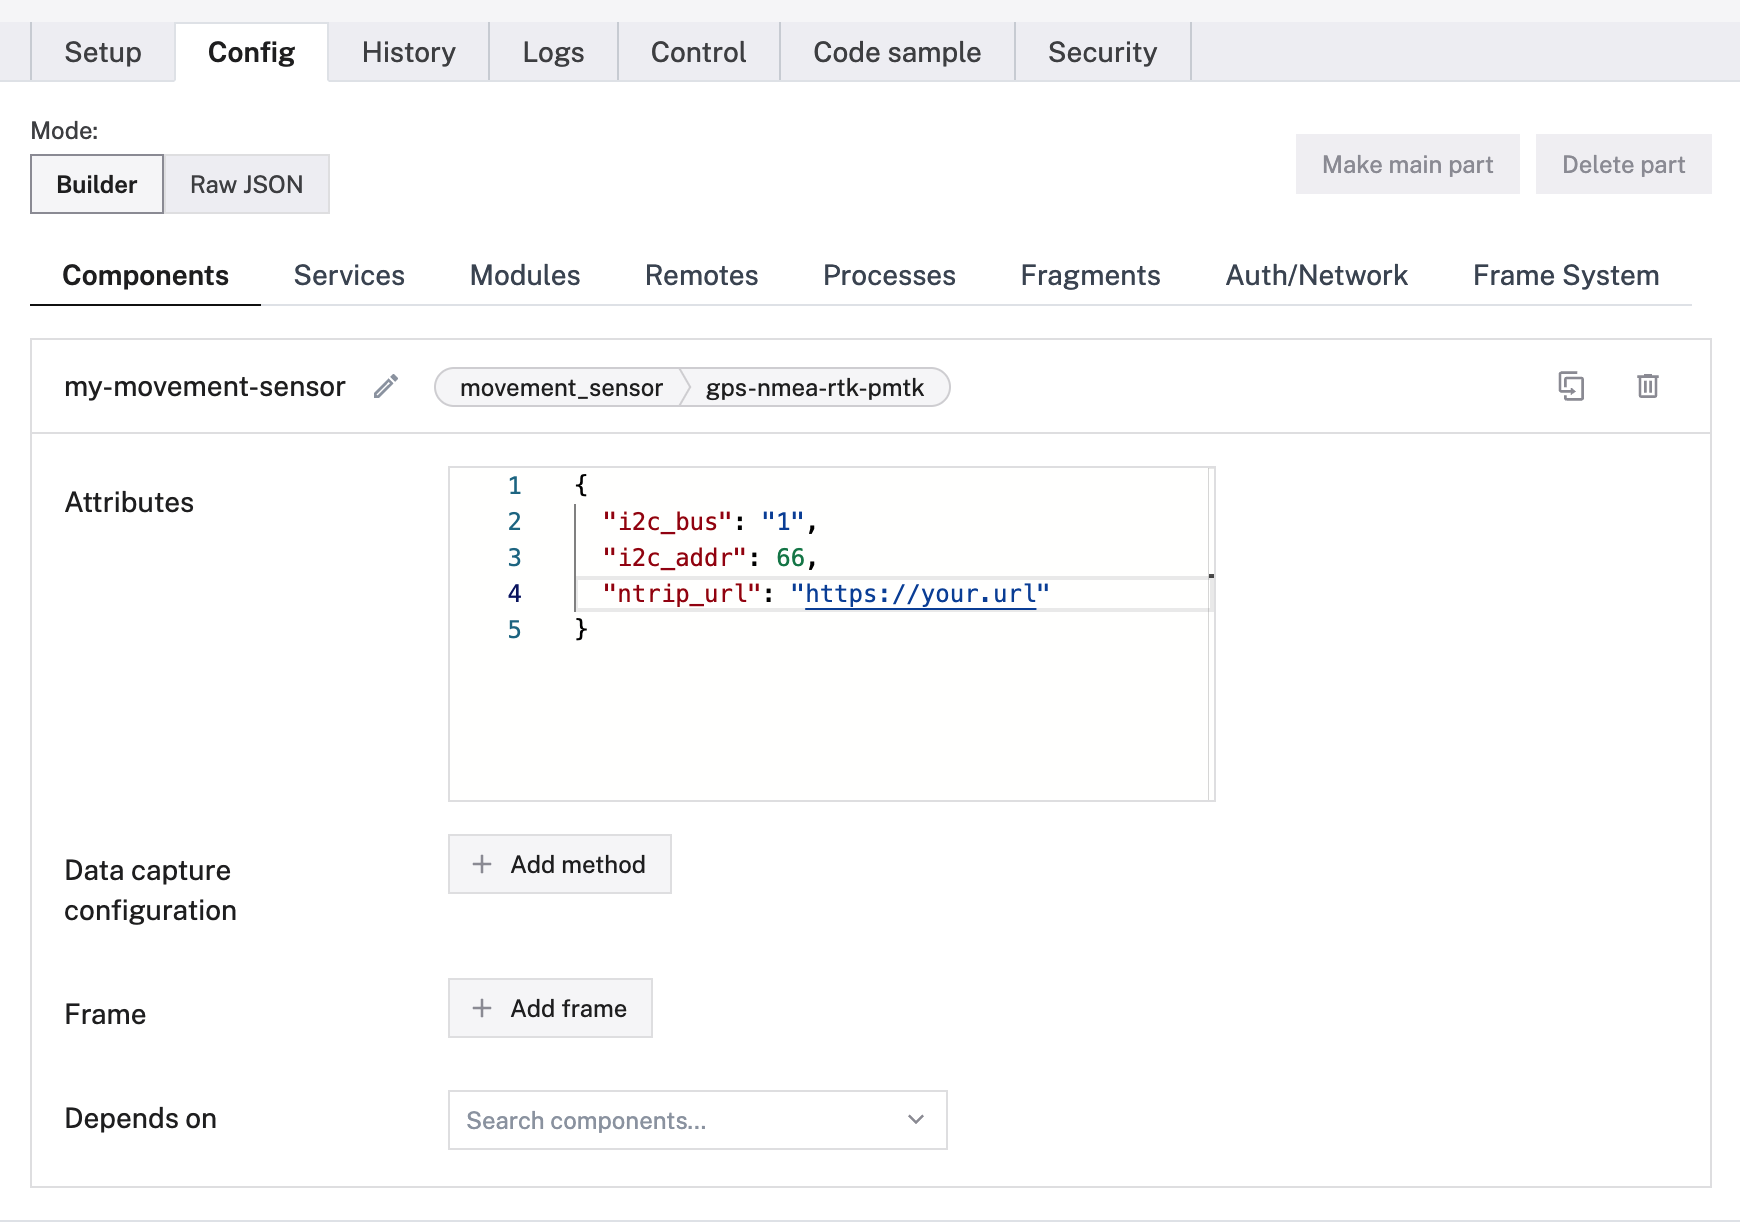 Setup Config History Logs Control Code sample Security
Mode:
Builder Raw JSON Make main part Delete part
Components Services Modules Remotes Processes Fragments Auth/Network Frame System
my-movement-sensor movement_sensor gps-nmea-rtk-pmtk
Attributes
1 {
2 "i2c_bus": "1",
3 "i2c_addr": 66,
4 "ntrip_url": "https://your.url"
5 }
Data capture
configuration
+ Add method
Frame + Add frame
Depends on Search components...